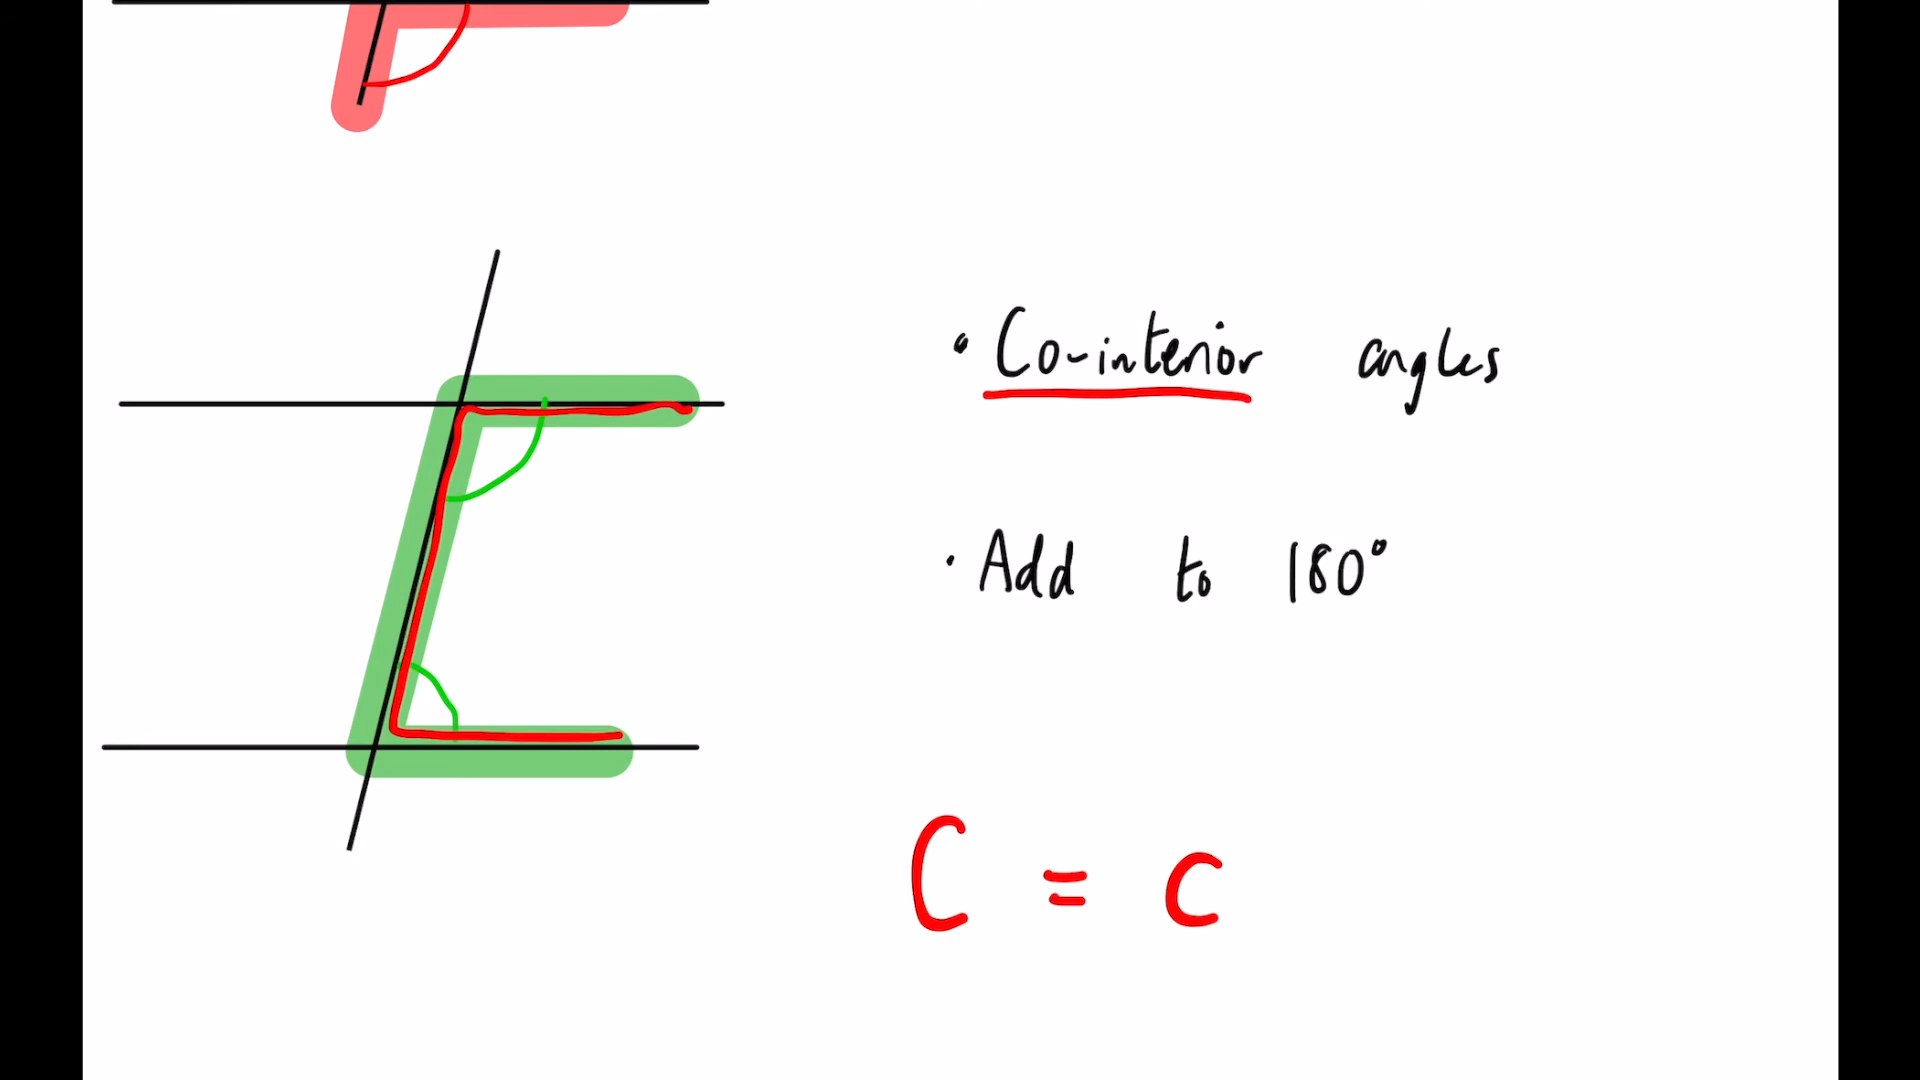 • Co-interior angles
• Add to 180°
C = c